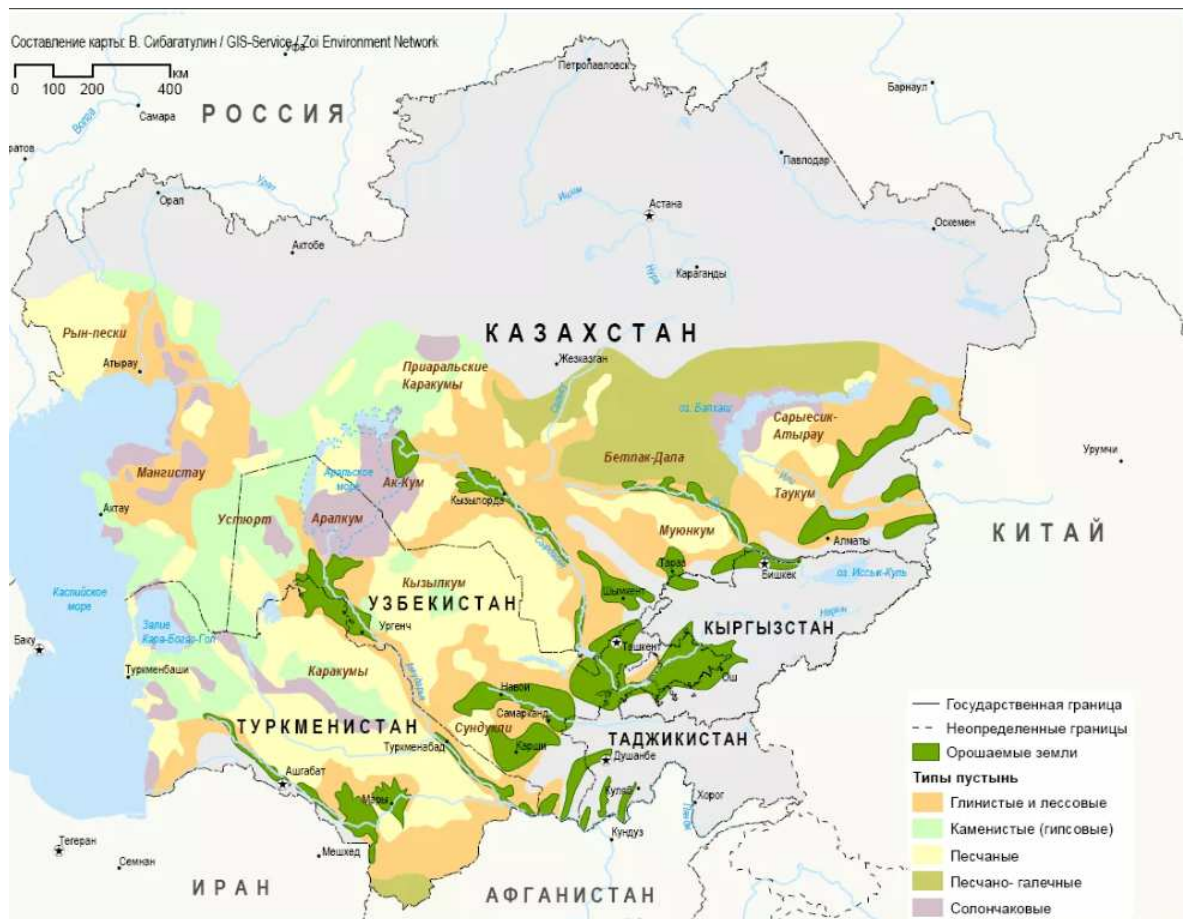 Составление карты: В. Сибагатулин / GIS-Service / Zoi Environment Network
Уфа
Петропавловск
км
0 100 200 400
Барнаул
РОССИЯ
Волга
Самара
ратов
Павлодар
Урал
Орал
Ишим
Астана
Оскемен
Актобе
Нура
Караганды
КАЗАХСТАН
Рын-пески
Атырау
Приаральские
Каракумы
Жезказган
оз. Балхаш
Сарыесик-
Атырау
Бетпак-Дала
Урумчи
Мангистау
Аральское
море
Ак-Кум
Кызылорда
Или
Таукум
Актау
Устюрт
Аралкум
Муюнкум
КИТАЙ
Алматы
Тараз
Бишкек
оз. Иссык-Куль
Каспийское
море
Кызылкум
УЗБЕКИСТАН
Шымкент
Нарын
Ургенч
КЫРГЫЗСТАН
Баку
Залив
Кара-Богаз-Гол
Ташкент
Туркменбаши
Каракумы
Амударья
Ош
Навои
Самарканд
ТУРКМЕНИСТАН
Сундукли
ТАДЖИКИСТАН
Туркменабад
Карши
Душанбе
Ашгабат
Мары
Куляб
Хорог
Пяндж
Тегеран
Семнан
Мешхед
Кундуз
ИРАН
АФГАНИСТАН
Государственная граница
Неопределенные границы
Орошаемые земли
Типы пустынь
Глинистые и лессовые
Каменистые (гипсовые)
Песчаные
Песчано- галечные
Солончаковые